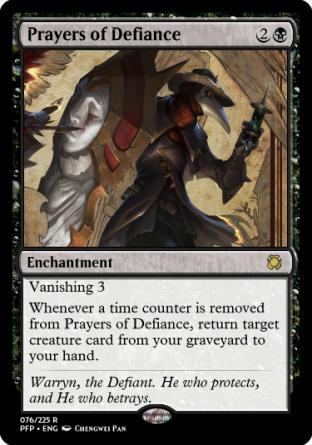 Prayers of Defiance 2
Enchantment
Vanishing 3
Whenever a time counter is removed
from Prayers of Defiance, return target
creature card from your graveyard to
your hand.
Warryn, the Defiant. He who protects,
and He who betrays.
076/225 R
PFP • ENG Chengwei Pan